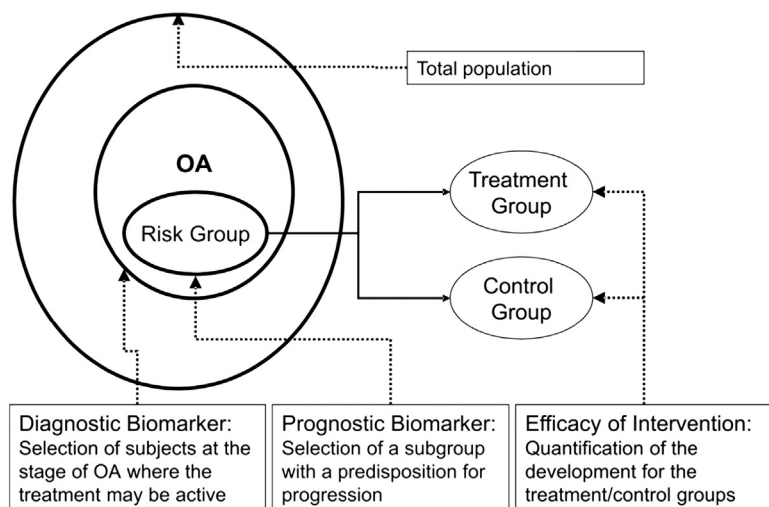 Total population
OA
Risk Group
Treatment
Group
Control
Group
Diagnostic Biomarker:
Selection of subjects at the
stage of OA where the
treatment may be active
Prognostic Biomarker:
Selection of a subgroup
with a predisposition for
progression
Efficacy of Intervention:
Quantification of the
development for the
treatment/control groups